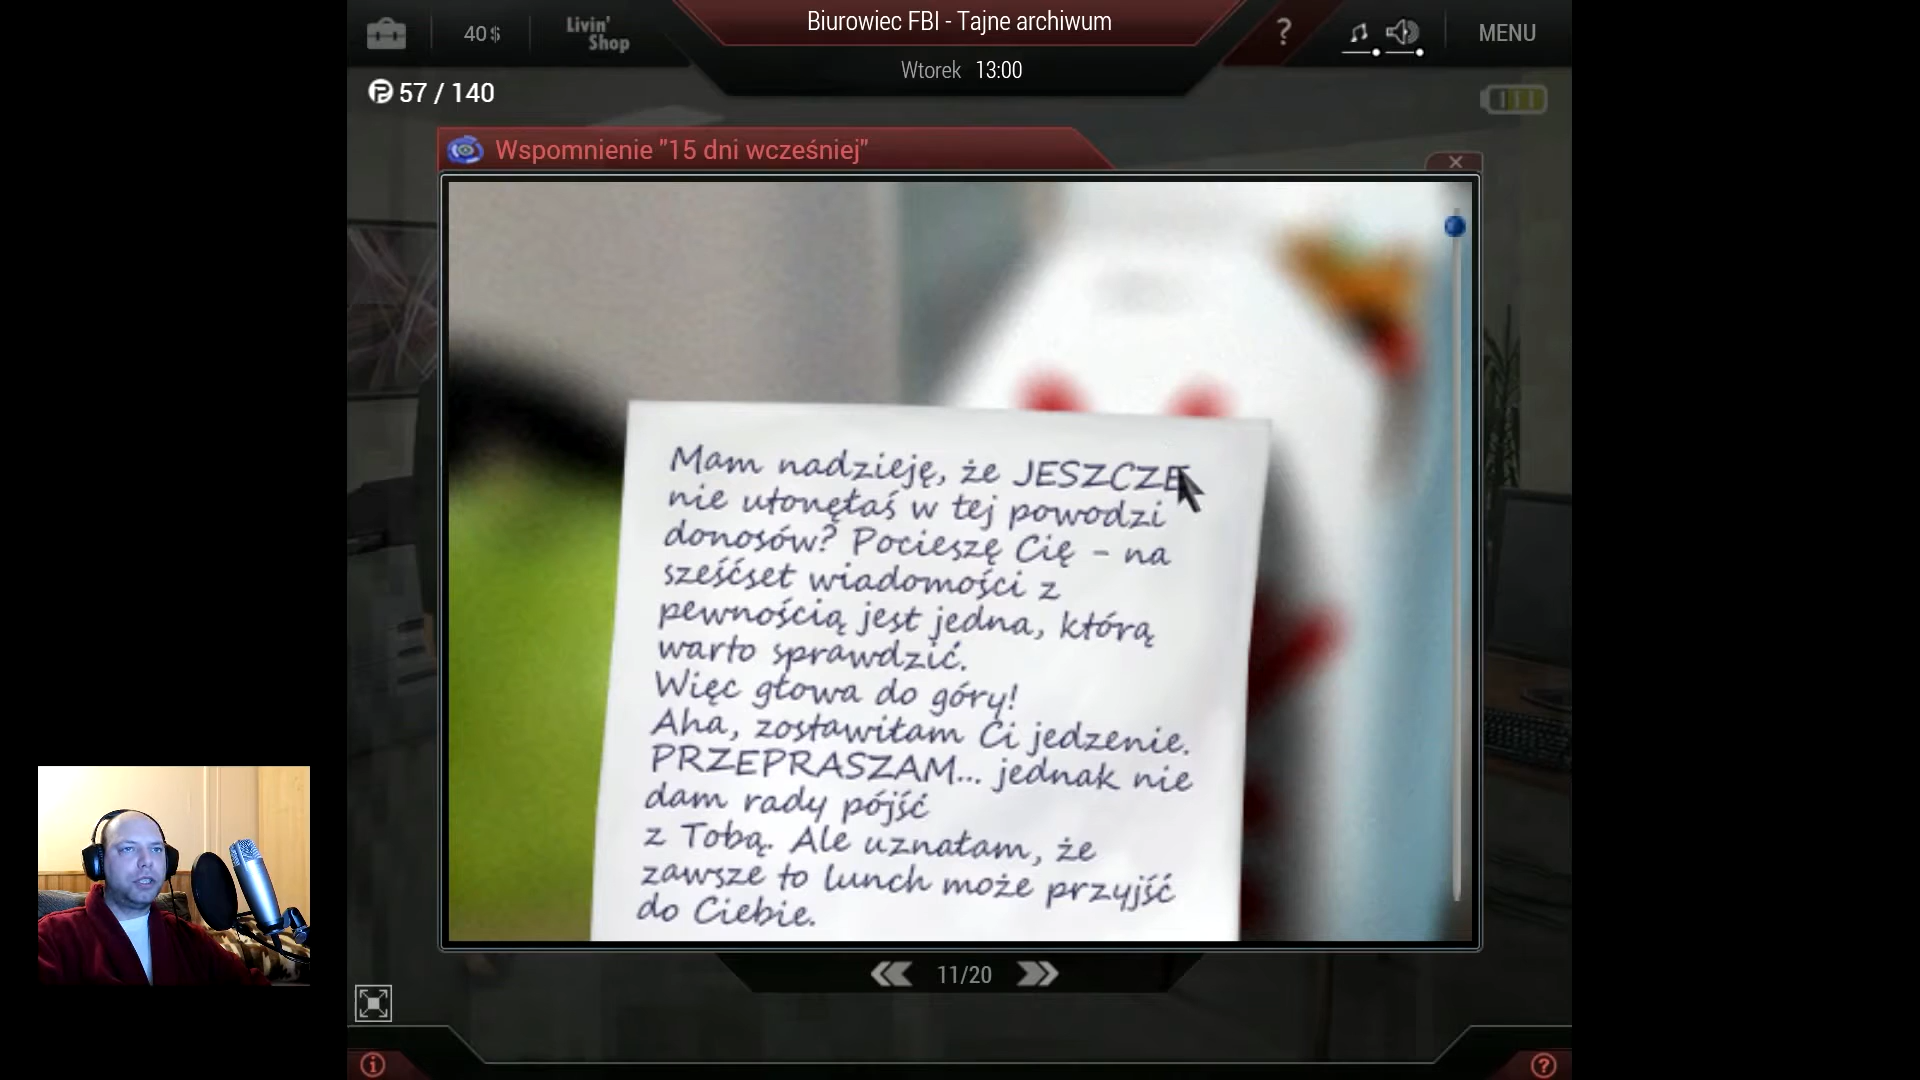 40$
Livin'
Shop
Biurowiec FBI - Tajne archiwum
?
MENU
Wtorek 13:00
57 / 140
Wspomnienie "15 dni wcześniej"
Mam nadzieję, że JESZCZE
nie utonęłaś w tej powodzi
donosów? Pocieszę Cię - na
sześćset wiadomości z
pewnością jest jedna, którą
warto sprawdzić.
Więc głowa do góry!
Aha, zostawiłam Ci jedzenie.
PRZEPRASZAM... jednak nie
dam rady pójść
z Tobą. Ale uznałam, że
zawsze to lunch może przyjść
do Ciebie.
11/20